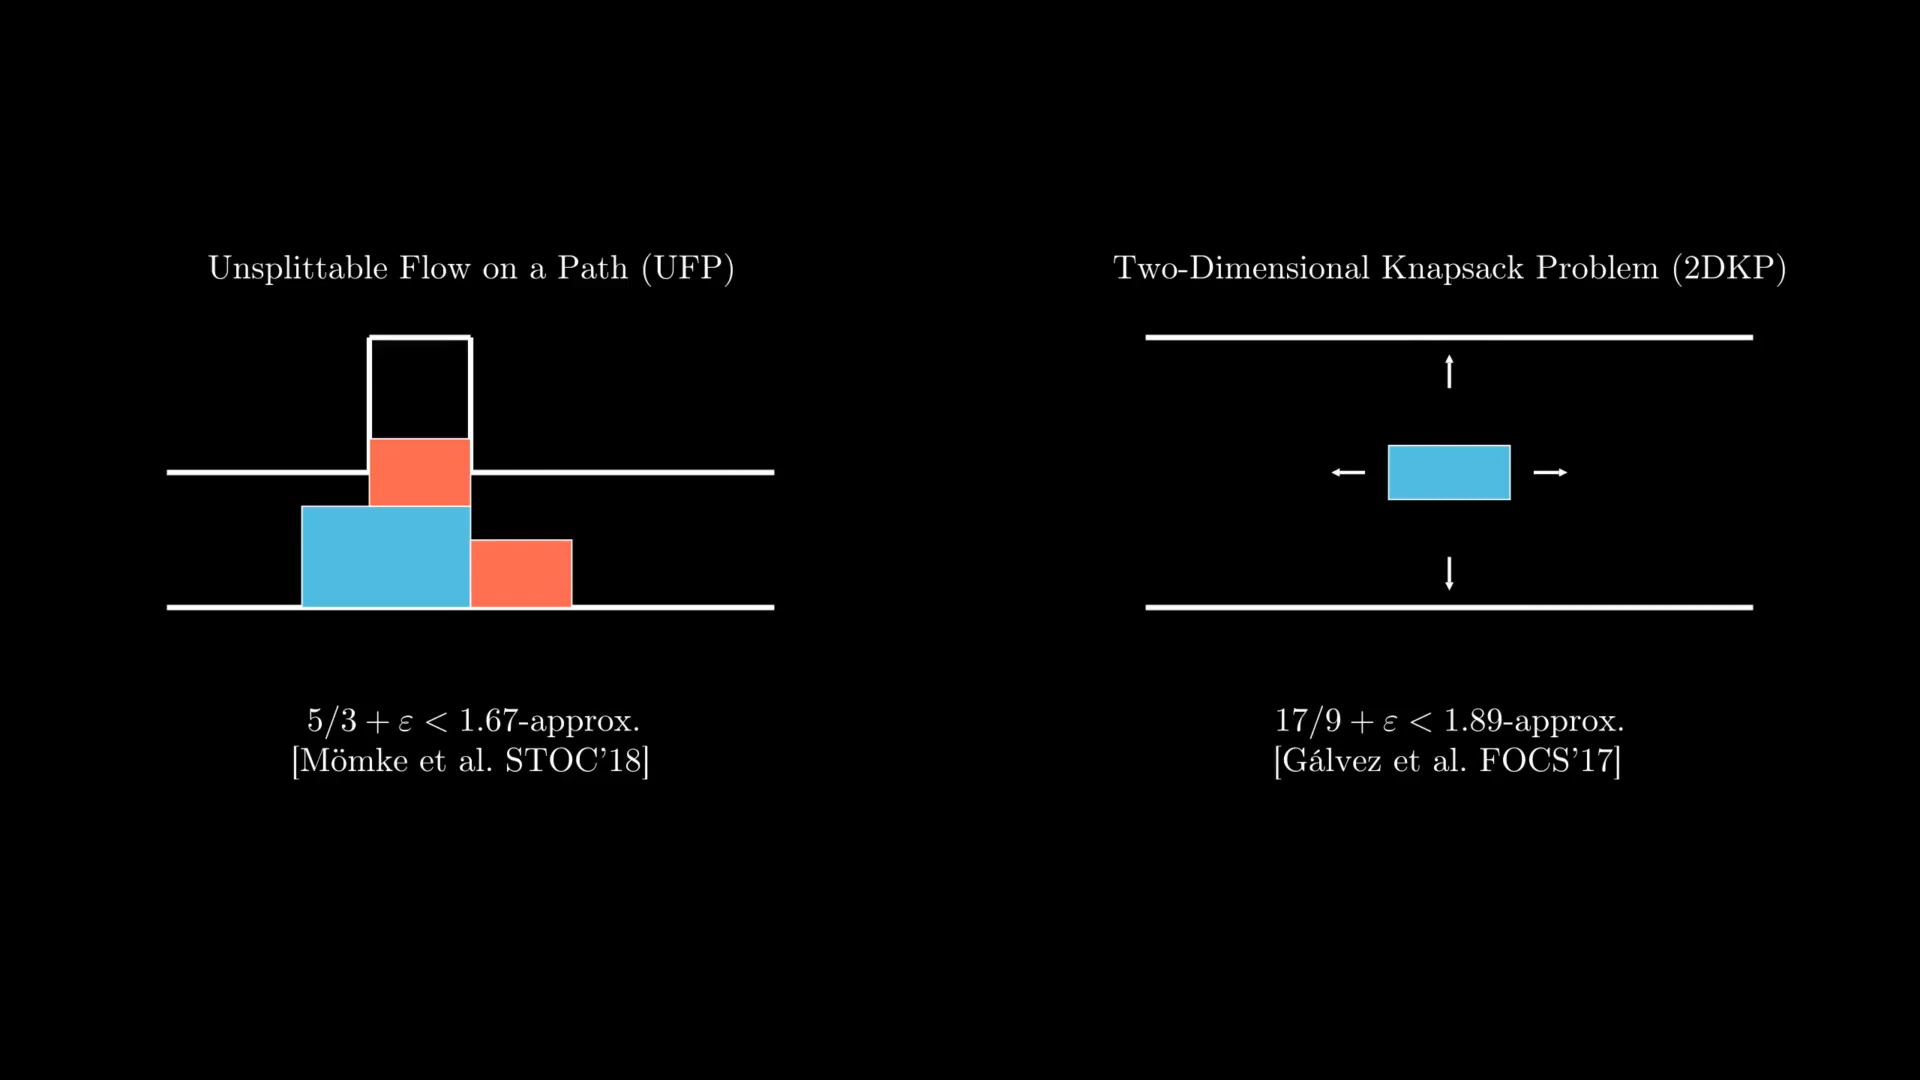 Unsplittable Flow on a Path (UFP)
5/3 + ε < 1.67-approx.
[Mömke et al. STOC'18]
Two-Dimensional Knapsack Problem (2DKP)
17/9 + ε < 1.89-approx.
[Gálvez et al. FOCS'17]